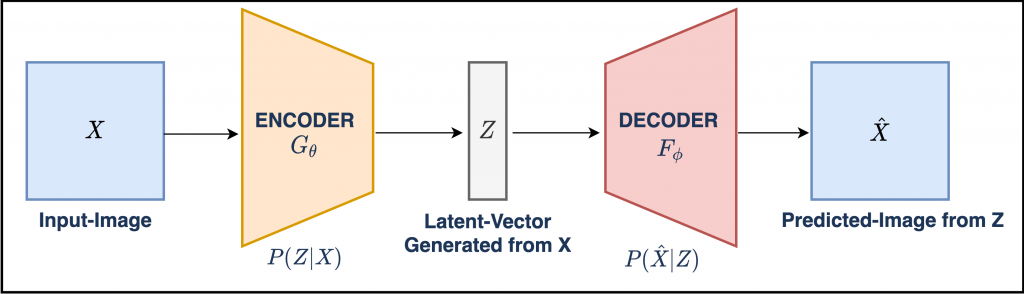 X
Input-Image
ENCODER
G_θ
P(Z|X)
Z
Latent-Vector
Generated from X
DECODER
F_ϕ
P(X̂|Z)
X̂
Predicted-Image from Z